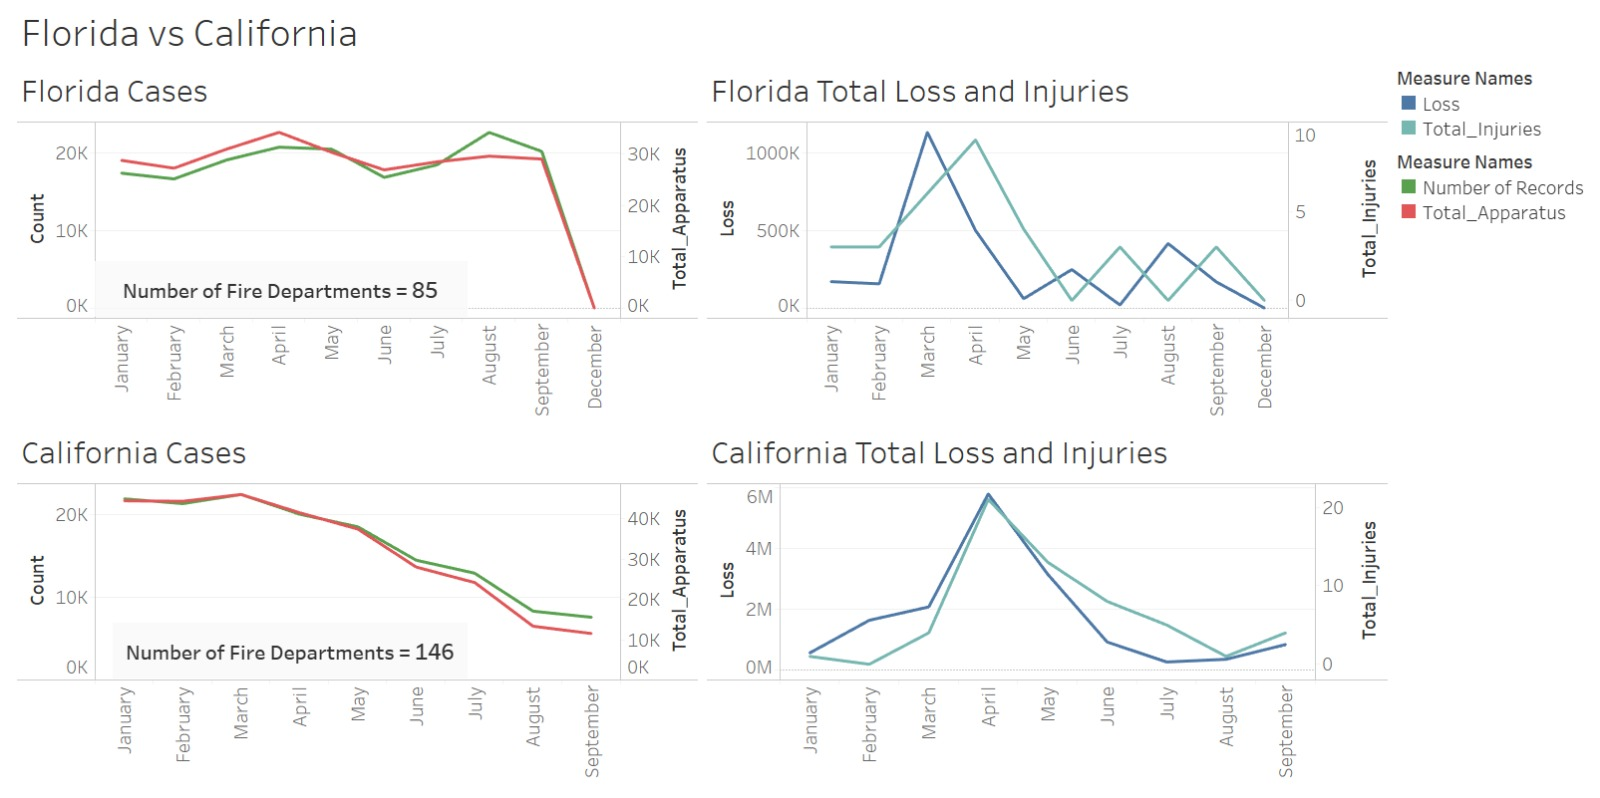 Florida vs California
Florida Cases
20K
10K
0K
Count
30K
20K
10K
0K
Total_Apparatus
Number of Fire Departments = 85
January
February
March
April
May
June
July
August
September
December
Florida Total Loss and Injuries
1000K
500K
0K
Loss
10
5
0
Total_Injuries
January
February
March
April
May
June
July
August
September
December
Measure Names
Loss
Total_Injuries
Measure Names
Number of Records
Total_Apparatus
California Cases
20K
10K
0K
Count
40K
30K
20K
10K
0K
Total_Apparatus
Number of Fire Departments = 146
January
February
March
April
May
June
July
August
September
California Total Loss and Injuries
6M
4M
2M
0M
Loss
20
10
0
Total_Injuries
January
February
March
April
May
June
July
August
September